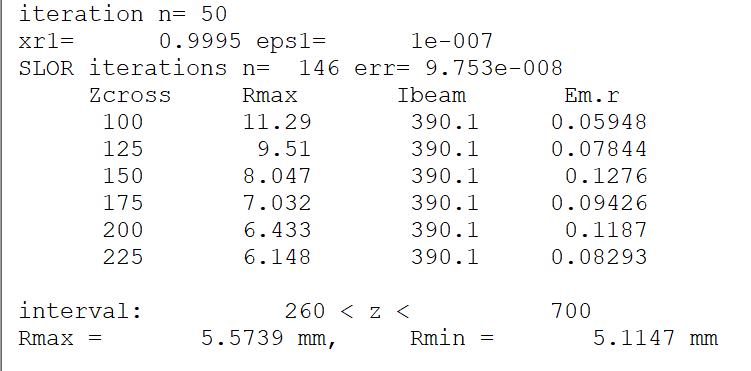 iteration n= 50
xr1= 0.9995 eps1= 1e-007
SLOR iterations n= 146 err= 9.753e-008
Zcross Rmax Ibeam Em.r
100 11.29 390.1 0.05948
125 9.51 390.1 0.07844
150 8.047 390.1 0.1276
175 7.032 390.1 0.09426
200 6.433 390.1 0.1187
225 6.148 390.1 0.08293
interval: 260 < z < 700
Rmax = 5.5739 mm, Rmin = 5.1147 mm